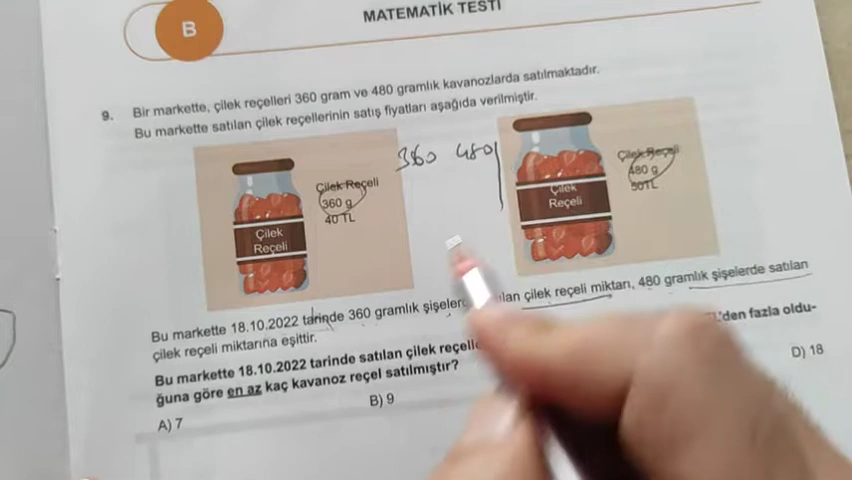 B
MATEMATİK TESTİ
9. Bir markette, çilek reçelleri 360 gram ve 480 gramlık kavanozlarda satılmaktadır.
Bu markette satılan çilek reçellerinin satış fiyatları aşağıda verilmiştir.
360 480
Çilek Reçeli
360 g
40 TL
Çilek
Reçeli
Çilek Reçeli
480 g
50TL
Çilek
Reçeli
Bu markette 18.10.2022 tarinde 360 gramlık şişelerde çilek reçeli miktarı, 480 gramlık şişelerde satılan
çilek reçeli miktarına eşittir.
Bu markette 18.10.2022 tarinde satılan çilek TL'den fazla oldu-
ğuna göre en az kaç kavanoz reçel satılmıştır?
A) 7
B) 9
D) 18